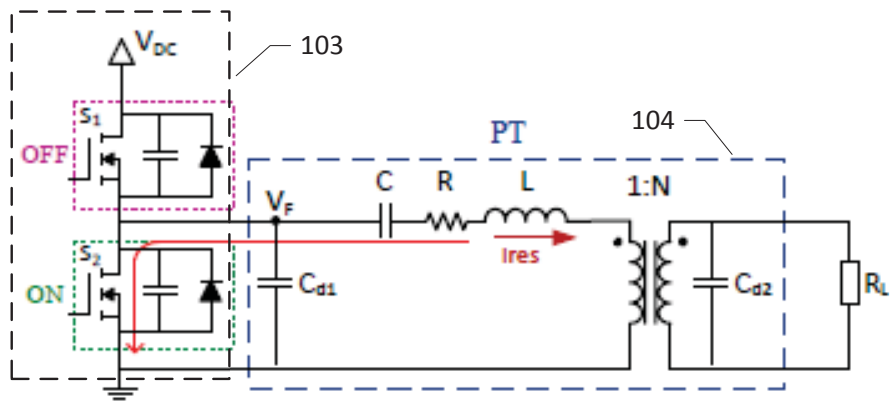 V_DC
103
S₁
OFF
PT
104
C
R
L
1:N
V_F
S₂
ON
Ires
C_d1
C_d2
R_L